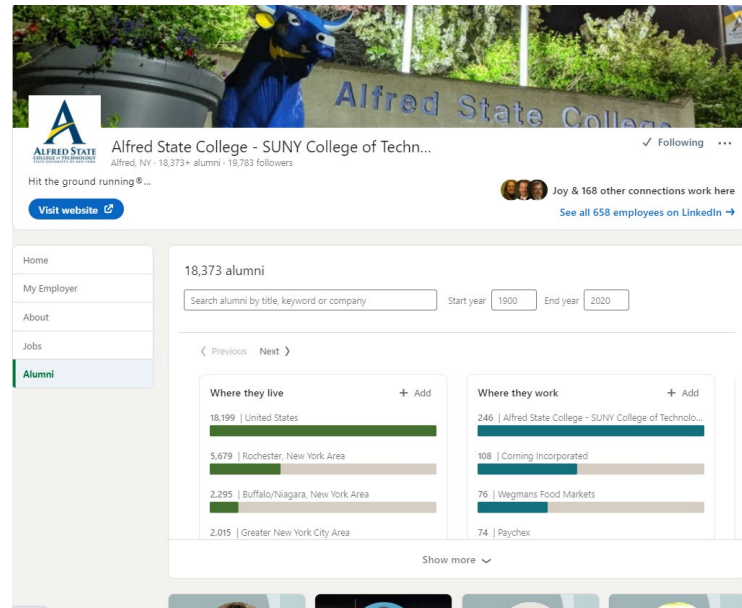 Alfred State College
ALFRED STATE
COLLEGE of TECHNOLOGY
STATE UNIVERSITY OF NEW YORK
Alfred State College - SUNY College of Techn...
Alfred, NY · 18,373+ alumni · 19,783 followers
✓ Following ...
Hit the ground running®...
Joy & 168 other connections work here
Visit website
See all 658 employees on LinkedIn →
Home
My Employer
About
Jobs
Alumni
18,373 alumni
Search alumni by title, keyword or company
Start year 1900 End year 2020
Previous Next
Where they live + Add
18,199 | United States
5,679 | Rochester, New York Area
2,295 | Buffalo/Niagara, New York Area
2,015 | Greater New York City Area
Where they work + Add
246 | Alfred State College - SUNY College of Technolo...
108 | Corning Incorporated
76 | Wegmans Food Markets
74 | Paychex
Show more